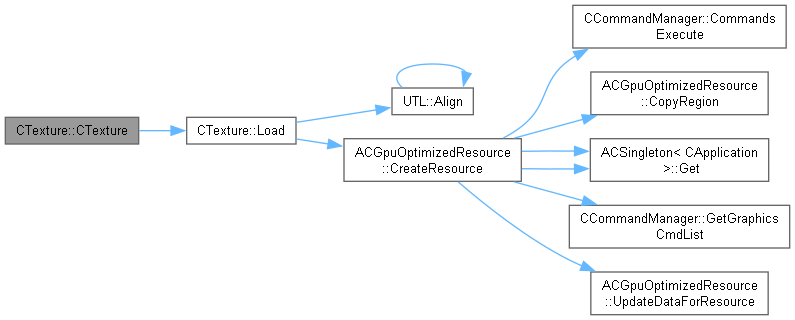 CTexture::CTexture
CTexture::Load
UTL::Align
ACGpuOptimizedResource
::CreateResource
CCommandManager::Commands
Execute
ACGpuOptimizedResource
::CopyRegion
ACSingleton< CApplication
>::Get
CCommandManager::GetGraphics
CmdList
ACGpuOptimizedResource
::UpdateDataForResource